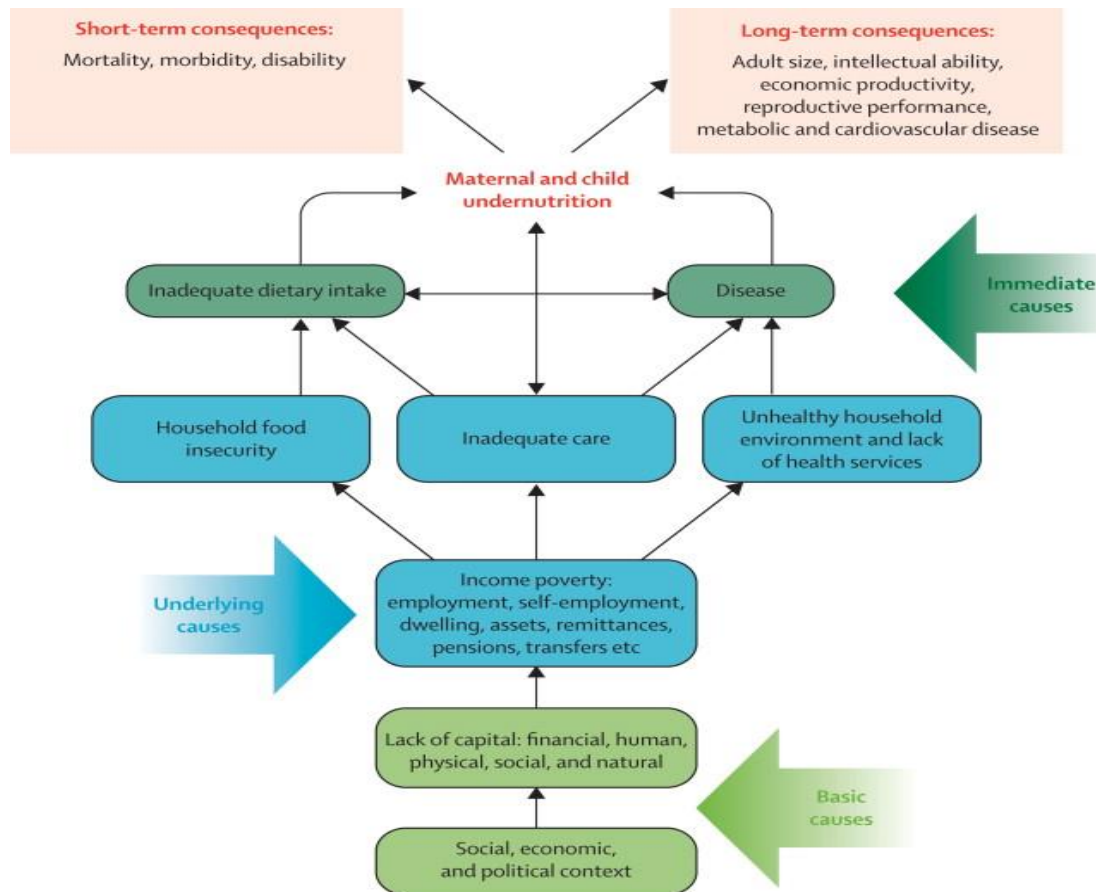 Short-term consequences:
Mortality, morbidity, disability
Long-term consequences:
Adult size, intellectual ability,
economic productivity,
reproductive performance,
metabolic and cardiovascular disease
Maternal and child
undernutrition
Inadequate dietary intake
Disease
Immediate
causes
Household food
insecurity
Inadequate care
Unhealthy household
environment and lack
of health services
Underlying
causes
Income poverty:
employment, self-employment,
dwelling, assets, remittances,
pensions, transfers etc
Lack of capital: financial, human,
physical, social, and natural
Basic
causes
Social, economic,
and political context